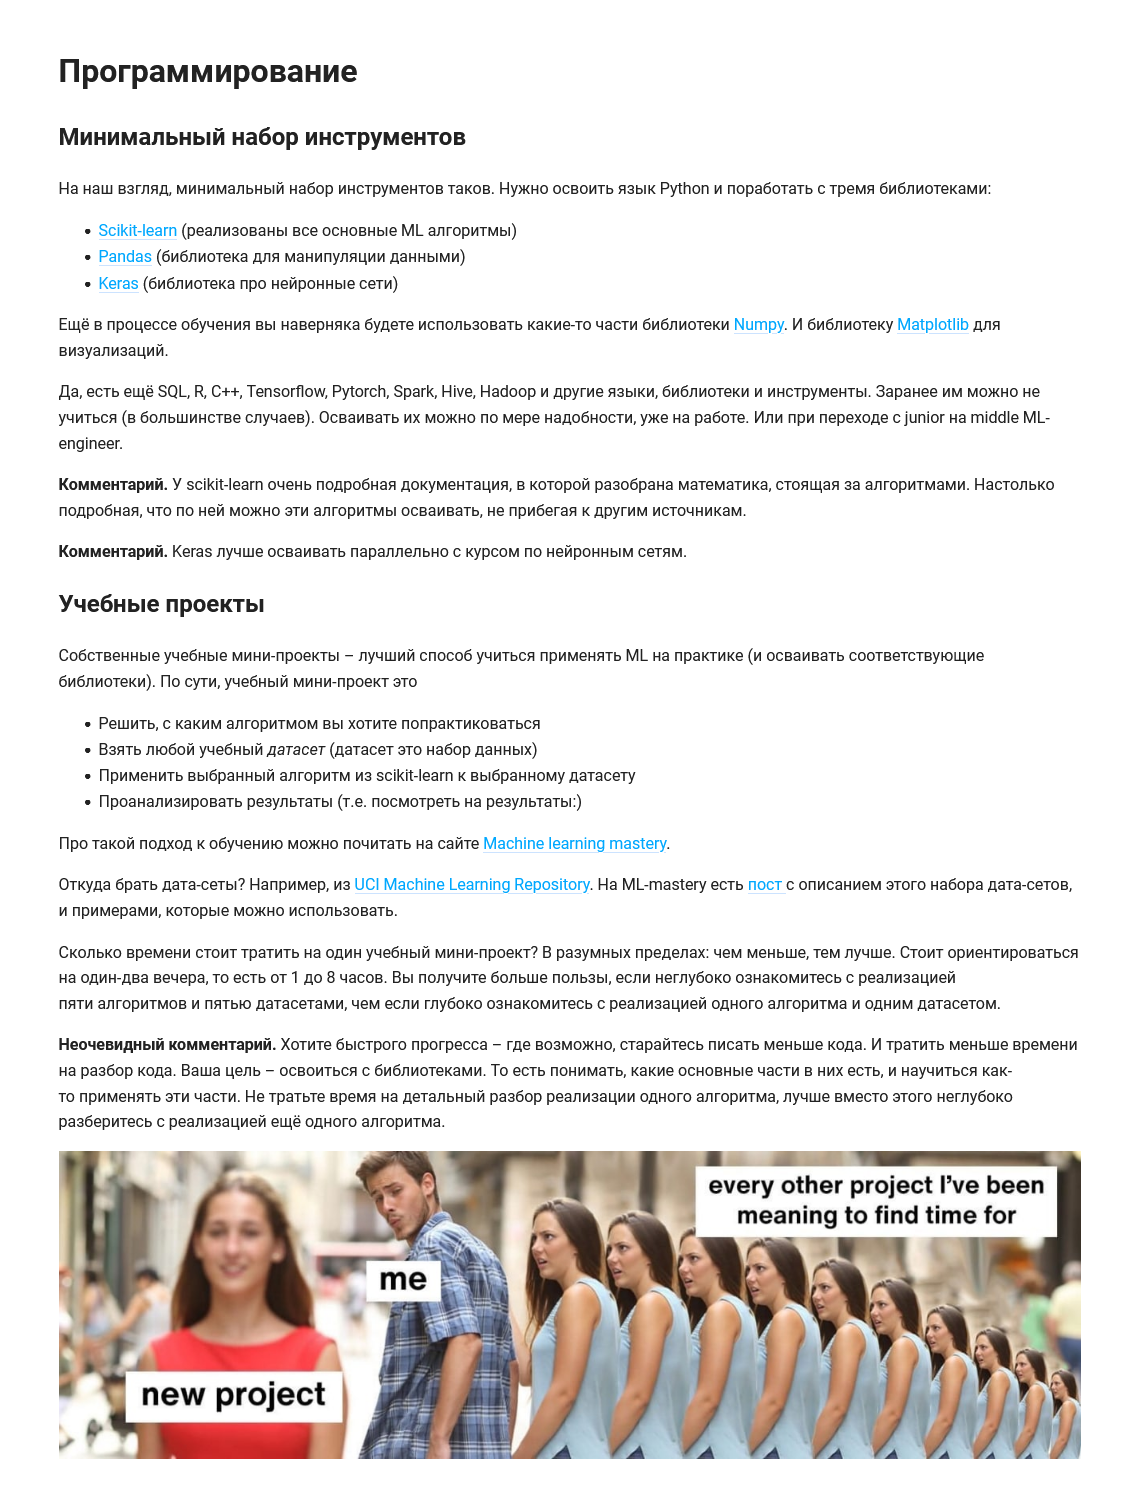 Программирование
Минимальный набор инструментов
На наш взгляд, минимальный набор инструментов таков. Нужно освоить язык Python и поработать с тремя библиотеками:
• Scikit-learn (реализованы все основные ML алгоритмы)
• Pandas (библиотека для манипуляции данными)
• Keras (библиотека про нейронные сети)
Ещё в процессе обучения вы наверняка будете использовать какие-то части библиотеки Numpy. И библиотеку Matplotlib для
визуализаций.
Да, есть ещё SQL, R, C++, Tensorflow, Pytorch, Spark, Hive, Hadoop и другие языки, библиотеки и инструменты. Заранее им можно не
учиться (в большинстве случаев). Осваивать их можно по мере надобности, уже на работе. Или при переходе с junior на middle ML-
engineer.
Комментарий. У scikit-learn очень подробная документация, в которой разобрана математика, стоящая за алгоритмами. Настолько
подробная, что по ней можно эти алгоритмы осваивать, не прибегая к другим источникам.
Комментарий. Keras лучше осваивать параллельно с курсом по нейронным сетям.
Учебные проекты
Собственные учебные мини-проекты – лучший способ учиться применять ML на практике (и осваивать соответствующие
библиотеки). По сути, учебный мини-проект это
• Решить, с каким алгоритмом вы хотите попрактиковаться
• Взять любой учебный датасет (датасет это набор данных)
• Применить выбранный алгоритм из scikit-learn к выбранному датасету
• Проанализировать результаты (т.е. посмотреть на результаты:)
Про такой подход к обучению можно почитать на сайте Machine learning mastery.
Откуда брать дата-сеты? Например, из UCI Machine Learning Repository. На ML-mastery есть пост с описанием этого набора дата-сетов,
и примерами, которые можно использовать.
Сколько времени стоит тратить на один учебный мини-проект? В разумных пределах: чем меньше, тем лучше. Стоит ориентироваться
на один-два вечера, то есть от 1 до 8 часов. Вы получите больше пользы, если неглубоко ознакомитесь с реализацией
пяти алгоритмов и пятью датасетами, чем если глубоко ознакомитесь с реализацией одного алгоритма и одним датасетом.
Неочевидный комментарий. Хотите быстрого прогресса – где возможно, старайтесь писать меньше кода. И тратить меньше времени
на разбор кода. Ваша цель – освоиться с библиотеками. То есть понимать, какие основные части в них есть, и научиться как-
то применять эти части. Не тратьте время на детальный разбор реализации одного алгоритма, лучше вместо этого неглубоко
разберитесь с реализацией ещё одного алгоритма.
every other project I've been
meaning to find time for
me
new project